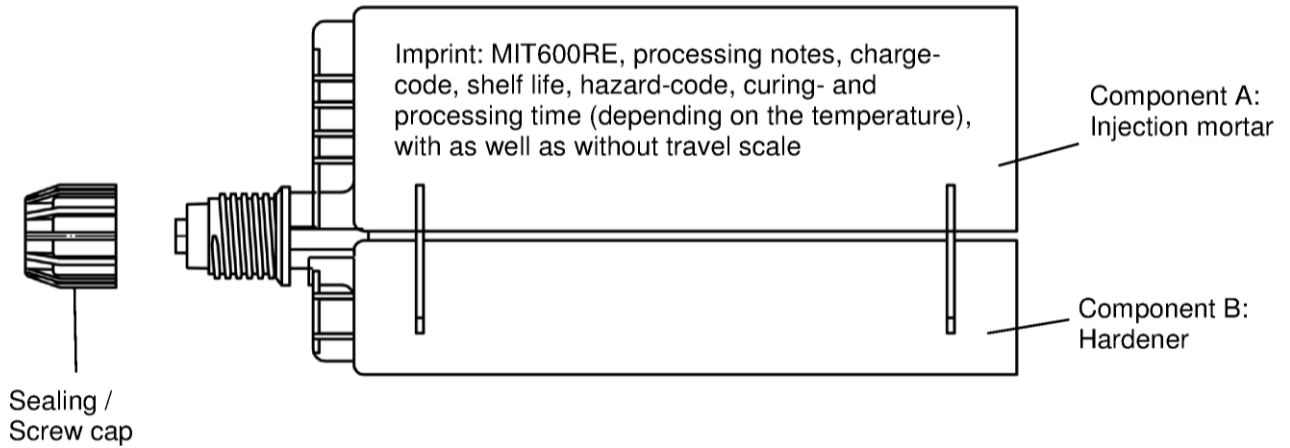 Imprint: MIT600RE, processing notes, charge-
code, shelf life, hazard-code, curing- and
processing time (depending on the temperature),
with as well as without travel scale
Component A:
Injection mortar
Component B:
Hardener
Sealing /
Screw cap